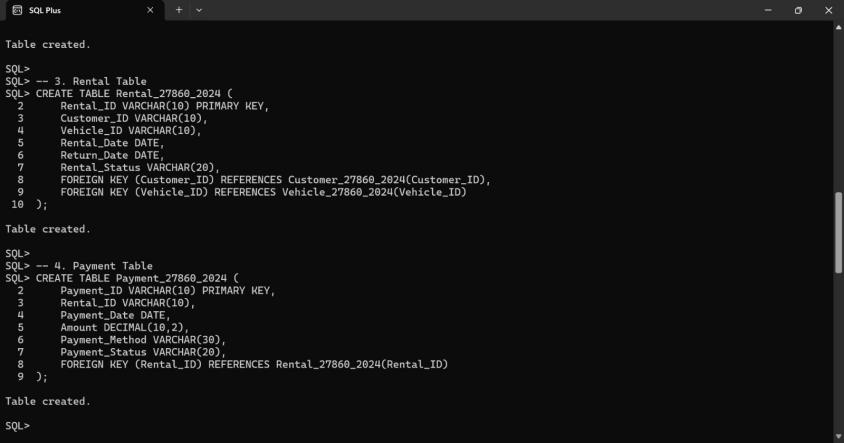 SQL Plus
Table created.
SQL>
SQL> -- 3. Rental Table
SQL> CREATE TABLE Rental_27860_2024 (
  2      Rental_ID VARCHAR(10) PRIMARY KEY,
  3      Customer_ID VARCHAR(10),
  4      Vehicle_ID VARCHAR(10),
  5      Rental_Date DATE,
  6      Return_Date DATE,
  7      Rental_Status VARCHAR(20),
  8      FOREIGN KEY (Customer_ID) REFERENCES Customer_27860_2024(Customer_ID),
  9      FOREIGN KEY (Vehicle_ID) REFERENCES Vehicle_27860_2024(Vehicle_ID)
 10  );
Table created.
SQL>
SQL> -- 4. Payment Table
SQL> CREATE TABLE Payment_27860_2024 (
  2      Payment_ID VARCHAR(10) PRIMARY KEY,
  3      Rental_ID VARCHAR(10),
  4      Payment_Date DATE,
  5      Amount DECIMAL(10,2),
  6      Payment_Method VARCHAR(30),
  7      Payment_Status VARCHAR(20),
  8      FOREIGN KEY (Rental_ID) REFERENCES Rental_27860_2024(Rental_ID)
  9  );
Table created.
SQL>